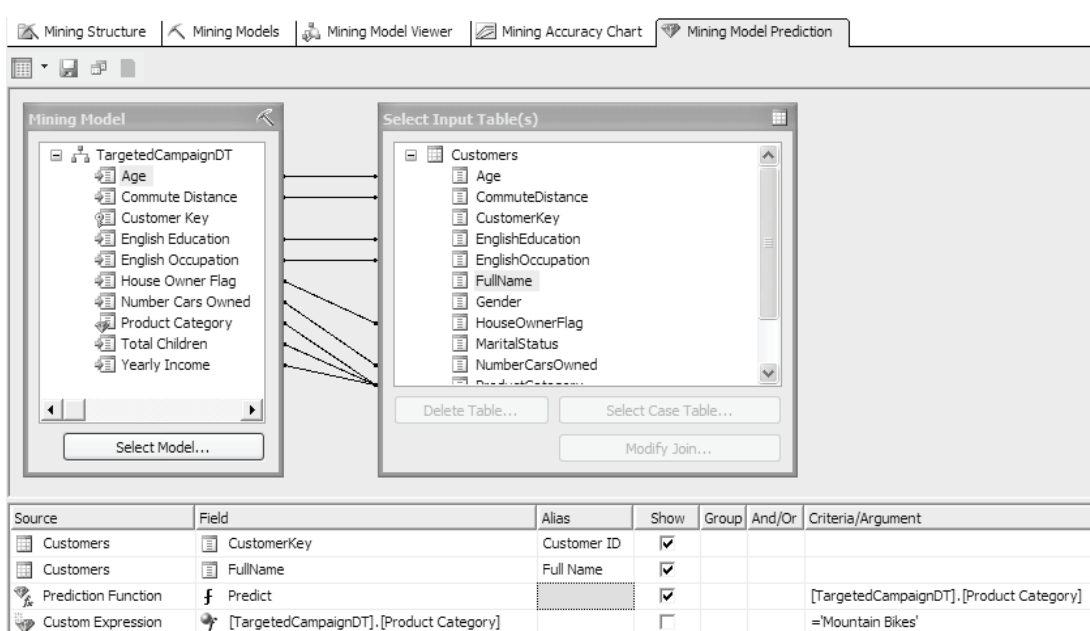 Mining Structure Mining Models Mining Model Viewer Mining Accuracy Chart Mining Model Prediction
Mining Model
TargetedCampaignDT
Age
Commute Distance
Customer Key
English Education
English Occupation
House Owner Flag
Number Cars Owned
Product Category
Total Children
Yearly Income
Select Model...
Select Input Table(s)
Customers
Age
CommuteDistance
CustomerKey
EnglishEducation
EnglishOccupation
FullName
Gender
HouseOwnerFlag
MaritalStatus
NumberCarsOwned
ProductCategory
Delete Table... Select Case Table...
Modify Join...
Source Field Alias Show Group And/Or Criteria/Argument
Customers CustomerKey Customer ID
Customers FullName Full Name
Prediction Function Predict [TargetedCampaignDT].[Product Category]
Custom Expression [TargetedCampaignDT].[Product Category] ='Mountain Bikes'